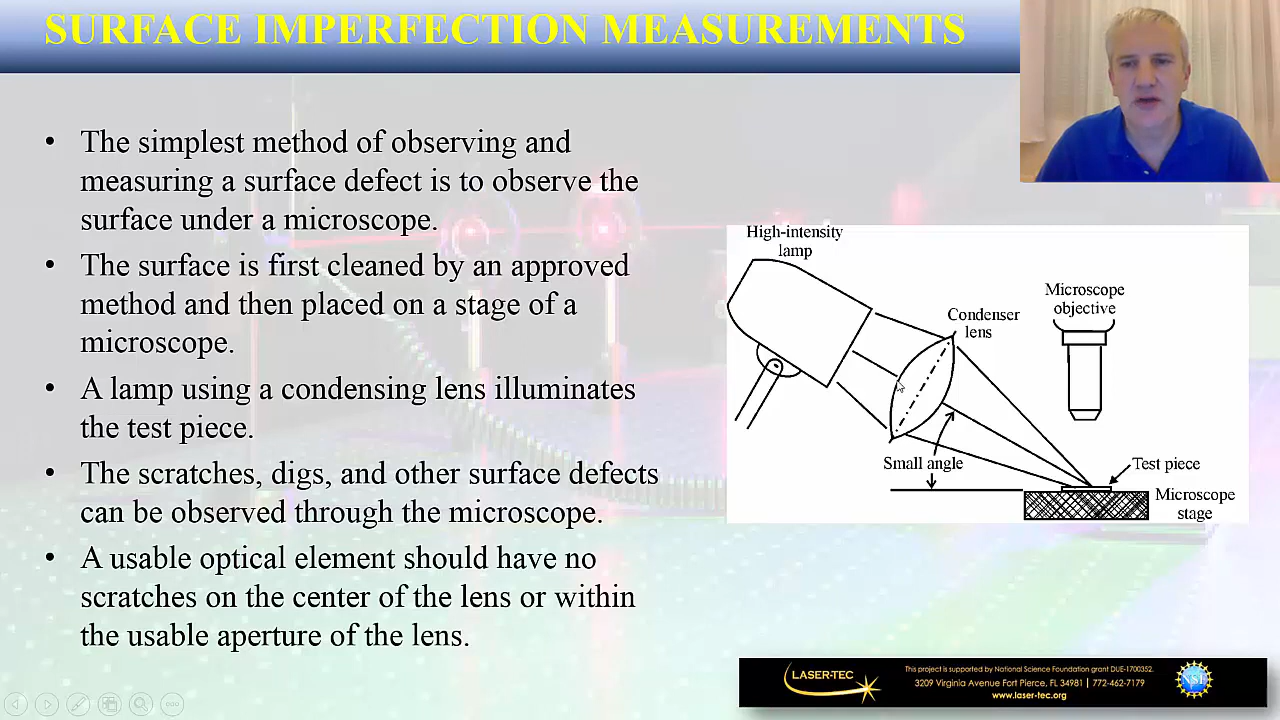 SURFACE IMPERFECTION MEASUREMENTS
• The simplest method of observing and
measuring a surface defect is to observe the
surface under a microscope.
• The surface is first cleaned by an approved
method and then placed on a stage of a
microscope.
• A lamp using a condensing lens illuminates
the test piece.
• The scratches, digs, and other surface defects
can be observed through the microscope.
• A usable optical element should have no
scratches on the center of the lens or within
the usable aperture of the lens.
High-intensity
lamp
Condenser
lens
Microscope
objective
Small angle
Test piece
Microscope
stage
LASER-TEC
This project is supported by National Science Foundation grant DUE-1700352.
3209 Virginia Avenue Fort Pierce, FL 34981 | 772-462-7179
www.laser-tec.org
NSF